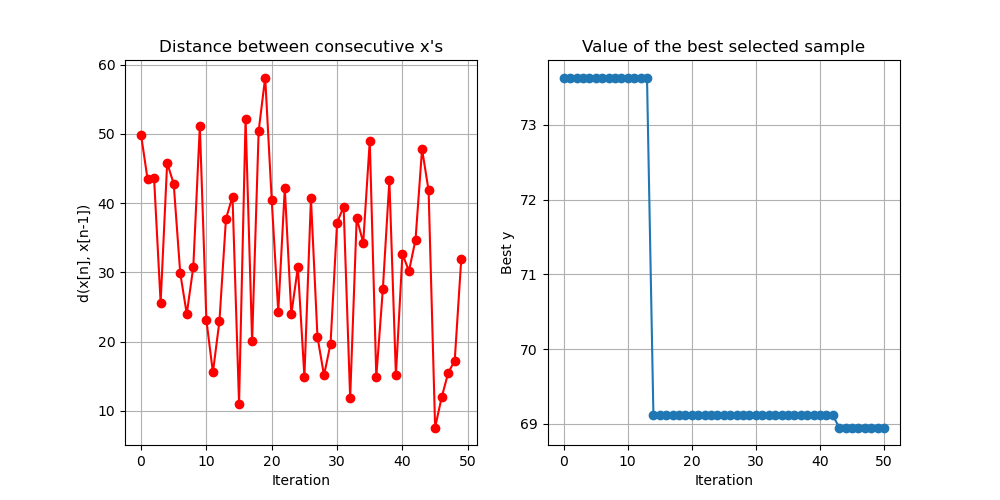 Distance between consecutive x's
60
50
40
30
20
10
d(x[n], x[n-1])
0 10 20 30 40 50
Iteration
Value of the best selected sample
73
72
71
70
69
Best y
0 10 20 30 40 50
Iteration